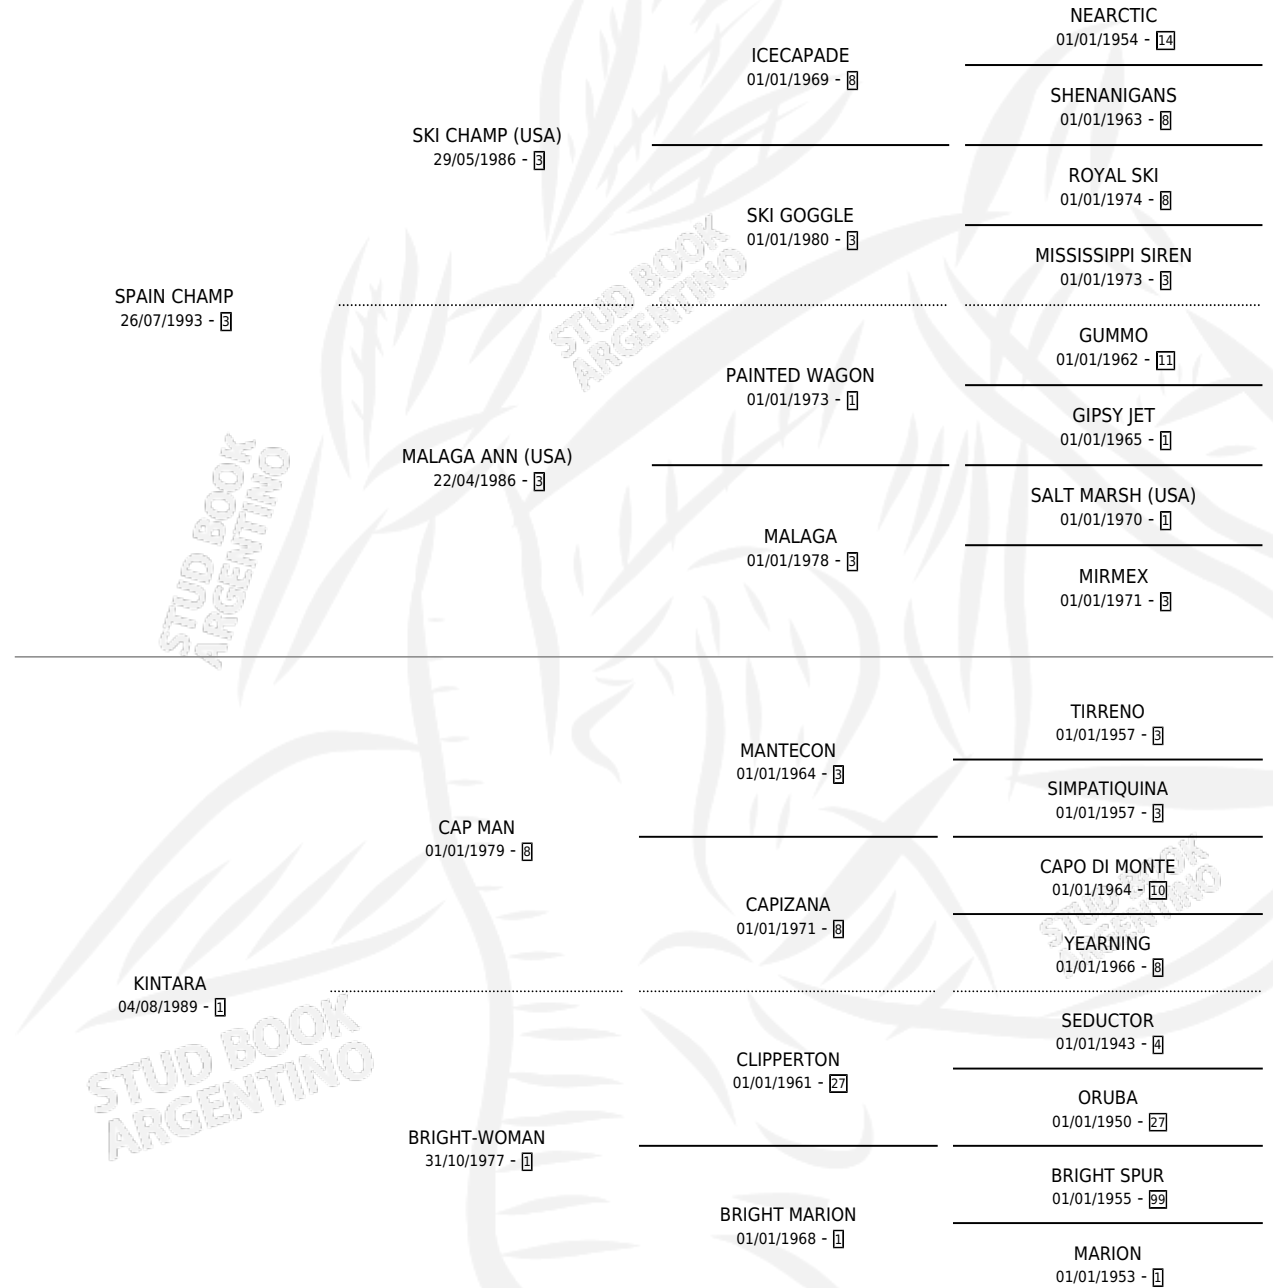 NEARCTIC
01/01/1954 - 14
ICECAPADE
01/01/1969 - 8
SHENANIGANS
01/01/1963 - 8
SKI CHAMP (USA)
29/05/1986 - 3
ROYAL SKI
01/01/1974 - 8
SKI GOGGLE
01/01/1980 - 3
MISSISSIPPI SIREN
01/01/1973 - 3
SPAIN CHAMP
26/07/1993 - 3
STUD BOOK
ARGENTINO
GUMMO
01/01/1962 - 11
PAINTED WAGON
01/01/1973 - 1
GIPSY JET
01/01/1965 - 1
MALAGA ANN (USA)
22/04/1986 - 3
SALT MARSH (USA)
01/01/1970 - 1
MALAGA
01/01/1978 - 3
MIRMEX
01/01/1971 - 3
STUD BOOK
ARGENTINO
TIRRENO
01/01/1957 - 3
MANTECON
01/01/1964 - 3
SIMPATIQUINA
01/01/1957 - 3
CAP MAN
01/01/1979 - 8
CAPO DI MONTE
01/01/1964 - 10
CAPIZANA
01/01/1971 - 8
YEARNING
01/01/1966 - 8
STUD BOOK
ARGENTINO
KINTARA
04/08/1989 - 1
SEDUCTOR
01/01/1943 - 4
CLIPPERTON
01/01/1961 - 27
ORUBA
01/01/1950 - 27
STUD BOOK
ARGENTINO
BRIGHT-WOMAN
31/10/1977 - 1
BRIGHT SPUR
01/01/1955 - 99
BRIGHT MARION
01/01/1968 - 1
MARION
01/01/1953 - 1